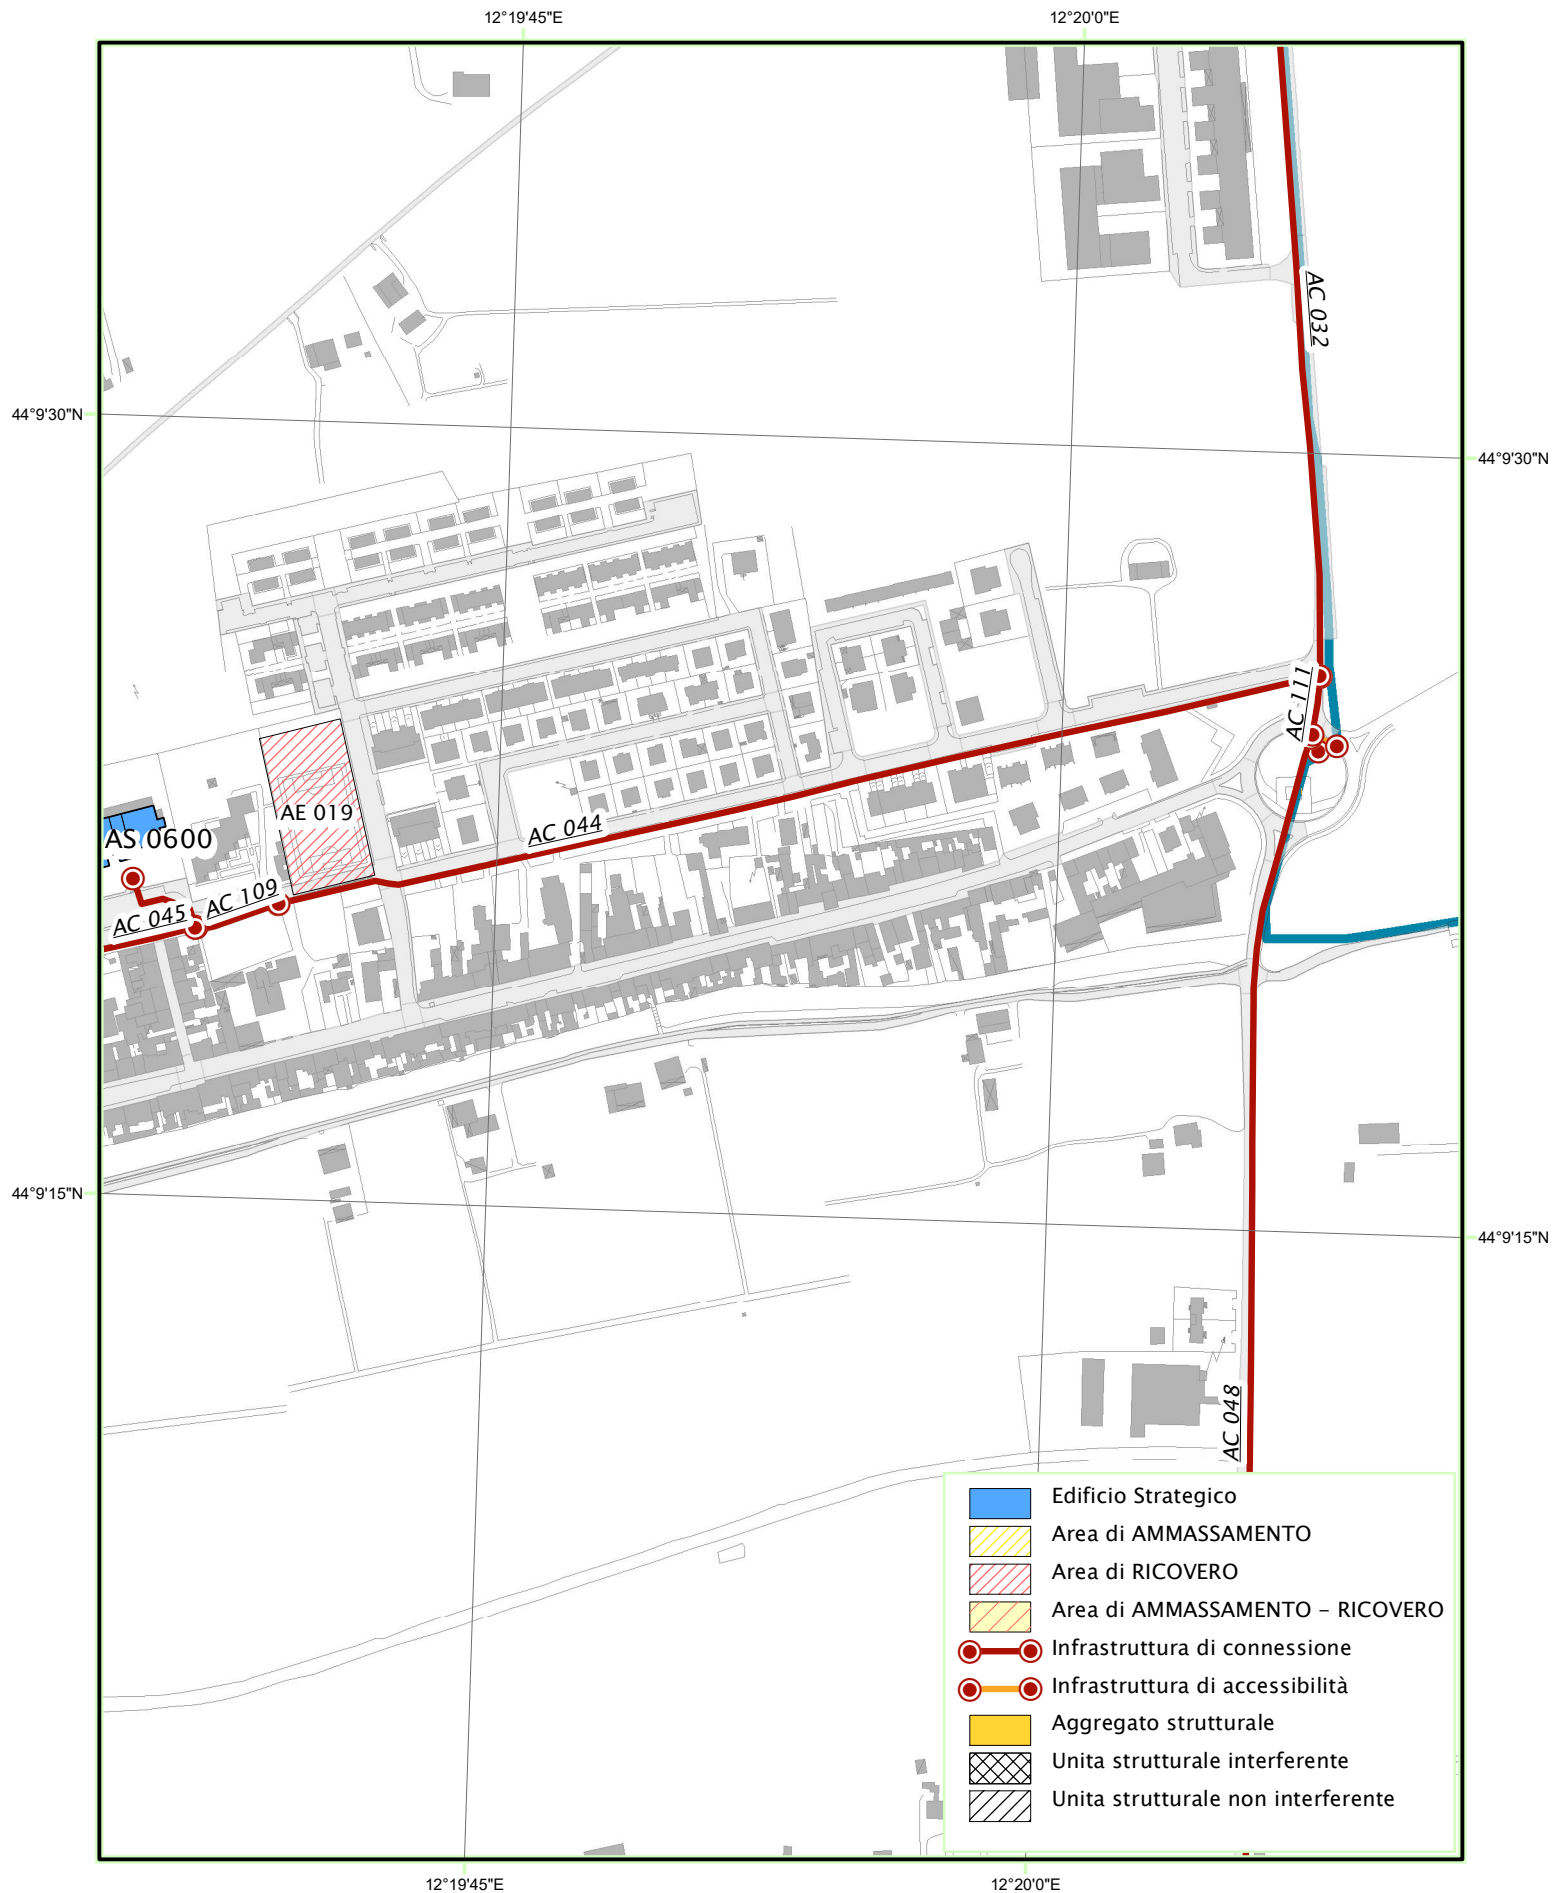 12°19'45"E
12°20'0"E
AC 032
44°9'30"N
44°9'30"N
AC 111
AE 019
AS 0600
AC 044
AC 109
AC 045
44°9'15"N
44°9'15"N
AC 048
Edificio Strategico
Area di AMMASSAMENTO
Area di RICOVERO
Area di AMMASSAMENTO - RICOVERO
Infrastruttura di connessione
Infrastruttura di accessibilità
Aggregato strutturale
Unita strutturale interferente
Unita strutturale non interferente
12°19'45"E
12°20'0"E